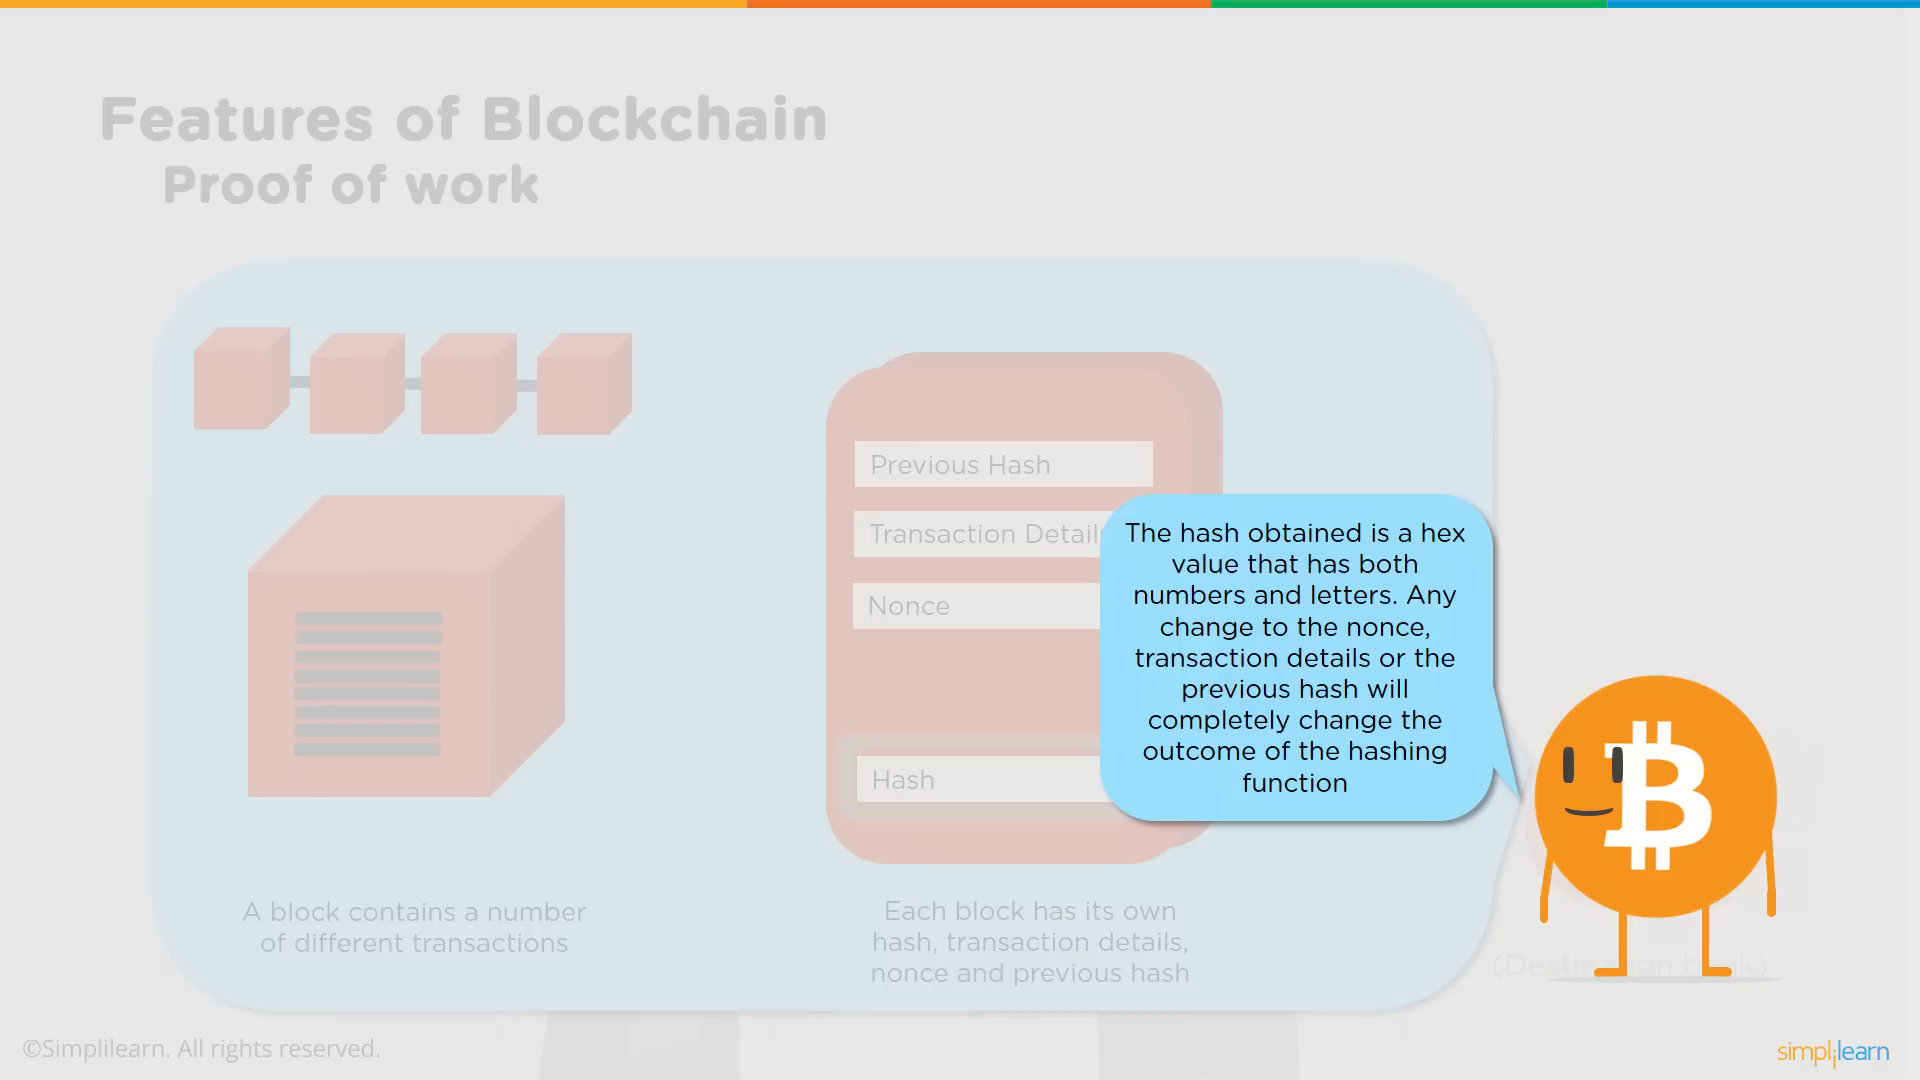 Features of Blockchain
Proof of work
Previous Hash
Transaction Details
Nonce
Hash
The hash obtained is a hex
value that has both
numbers and letters. Any
change to the nonce,
transaction details or the
previous hash will
completely change the
outcome of the hashing
function
A block contains a number
of different transactions
Each block has its own
hash, transaction details,
nonce and previous hash
(Destination bank)
©Simplilearn. All rights reserved.
simplilearn